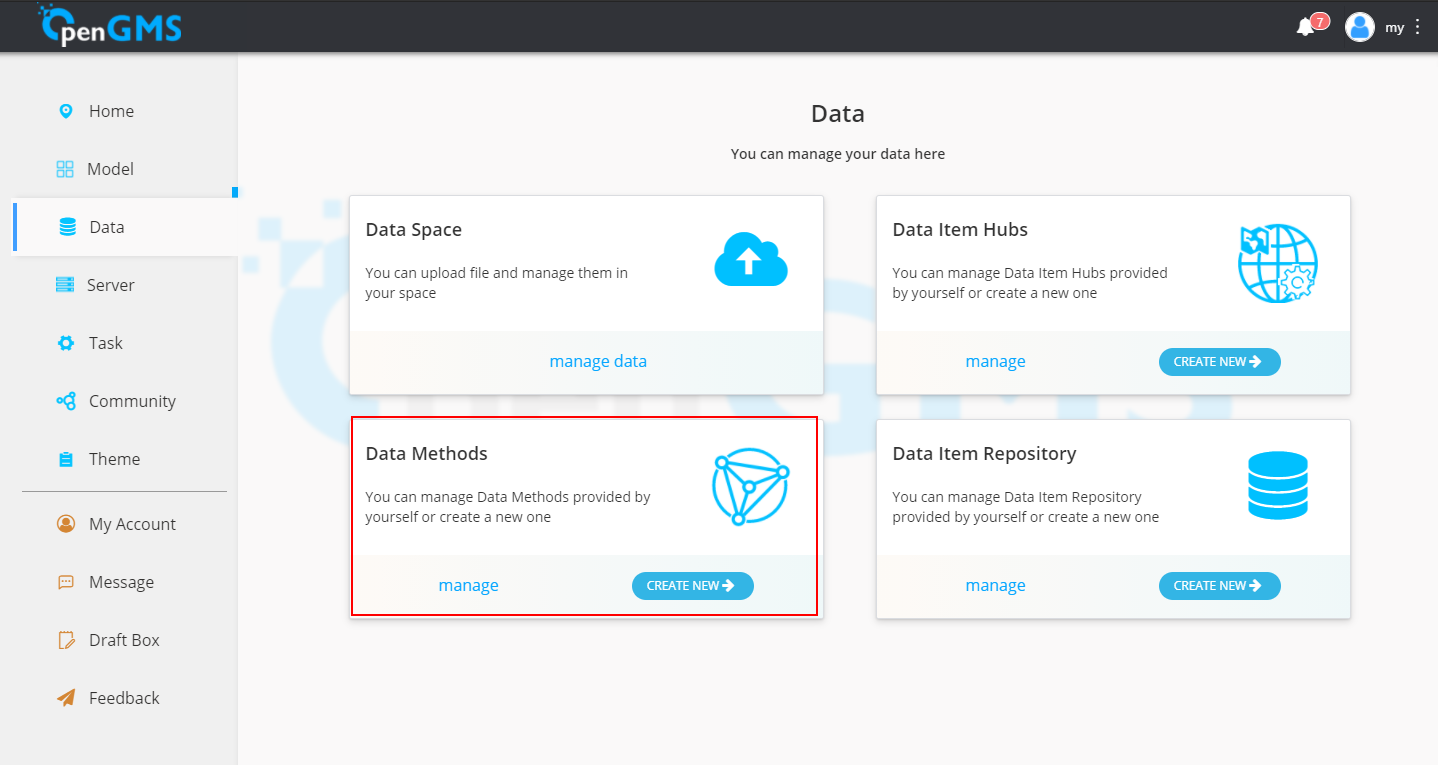 OpenGMS
7
my
Home
Model
Data
Server
Task
Community
Theme
My Account
Message
Draft Box
Feedback
Data
You can manage your data here
Data Space
You can upload file and manage them in
your space
manage data
Data Item Hubs
You can manage Data Item Hubs provided
by yourself or create a new one
manage
CREATE NEW
Data Methods
You can manage Data Methods provided by
yourself or create a new one
manage
CREATE NEW
Data Item Repository
You can manage Data Item Repository
provided by yourself or create a new one
manage
CREATE NEW